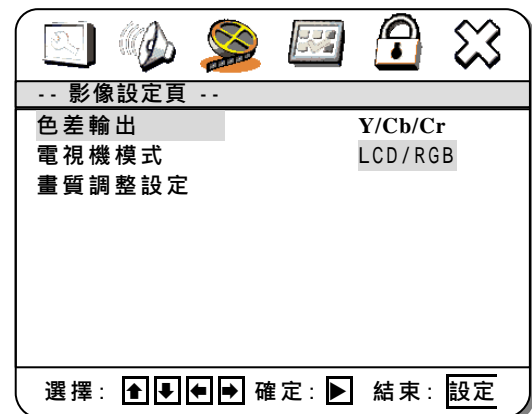 -- 影像設定頁 --
色差輸出 Y/Cb/Cr
電視機模式 LCD/RGB
畫質調整設定
選擇: 確定: 結束: 設定